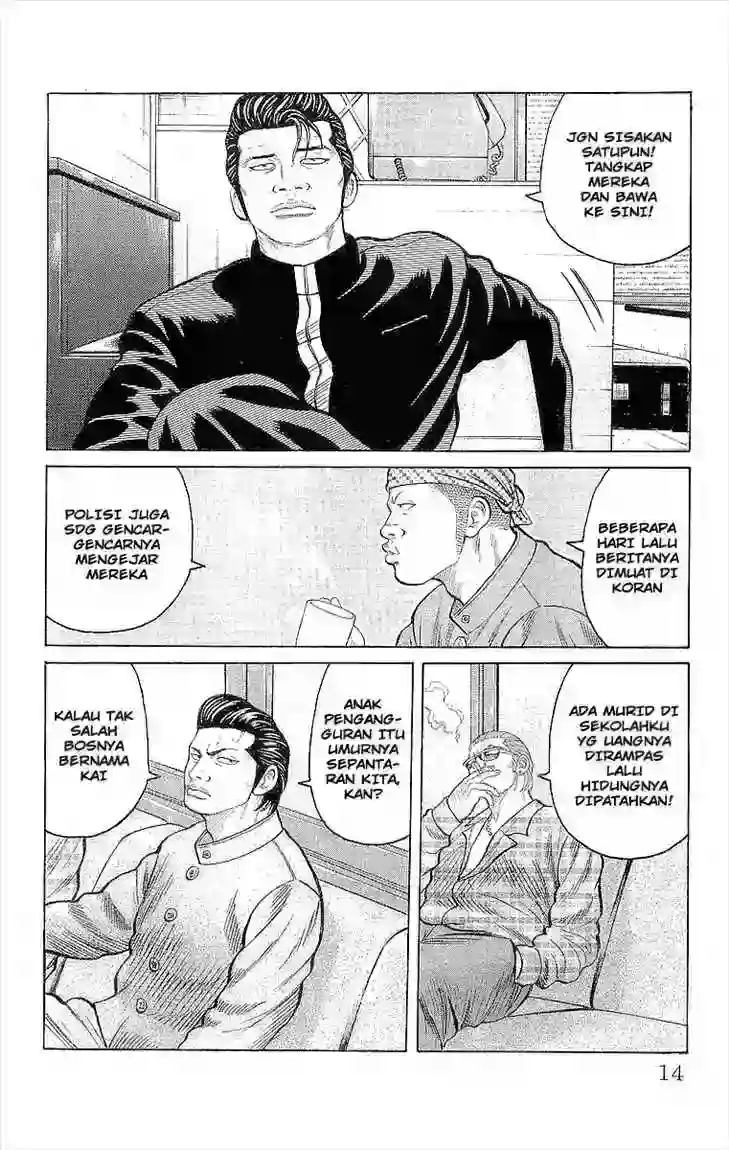 JGN SISAKAN
SATUPUN!
TANGKAP
MEREKA
DAN BAWA
KE SINI!
BEBERAPA
HARI LALU
BERITANYA
DIMUAT DI
KORAN
POLISI JUGA
SDG GENCAR-
GENCARNYA
MENGEJAR
MEREKA
ADA MURID DI
SEKOLAHKU
YG UANGNYA
DIRAMPAS
LALU
HIDUNGNYA
DIPATAHKAN!
ANAK
PENGANG-
GURAN ITU
UMURNYA
SEPANTA-
RAN KITA,
KAN?
KALAU TAK
SALAH
BOSNYA
BERNAMA
KAI
14